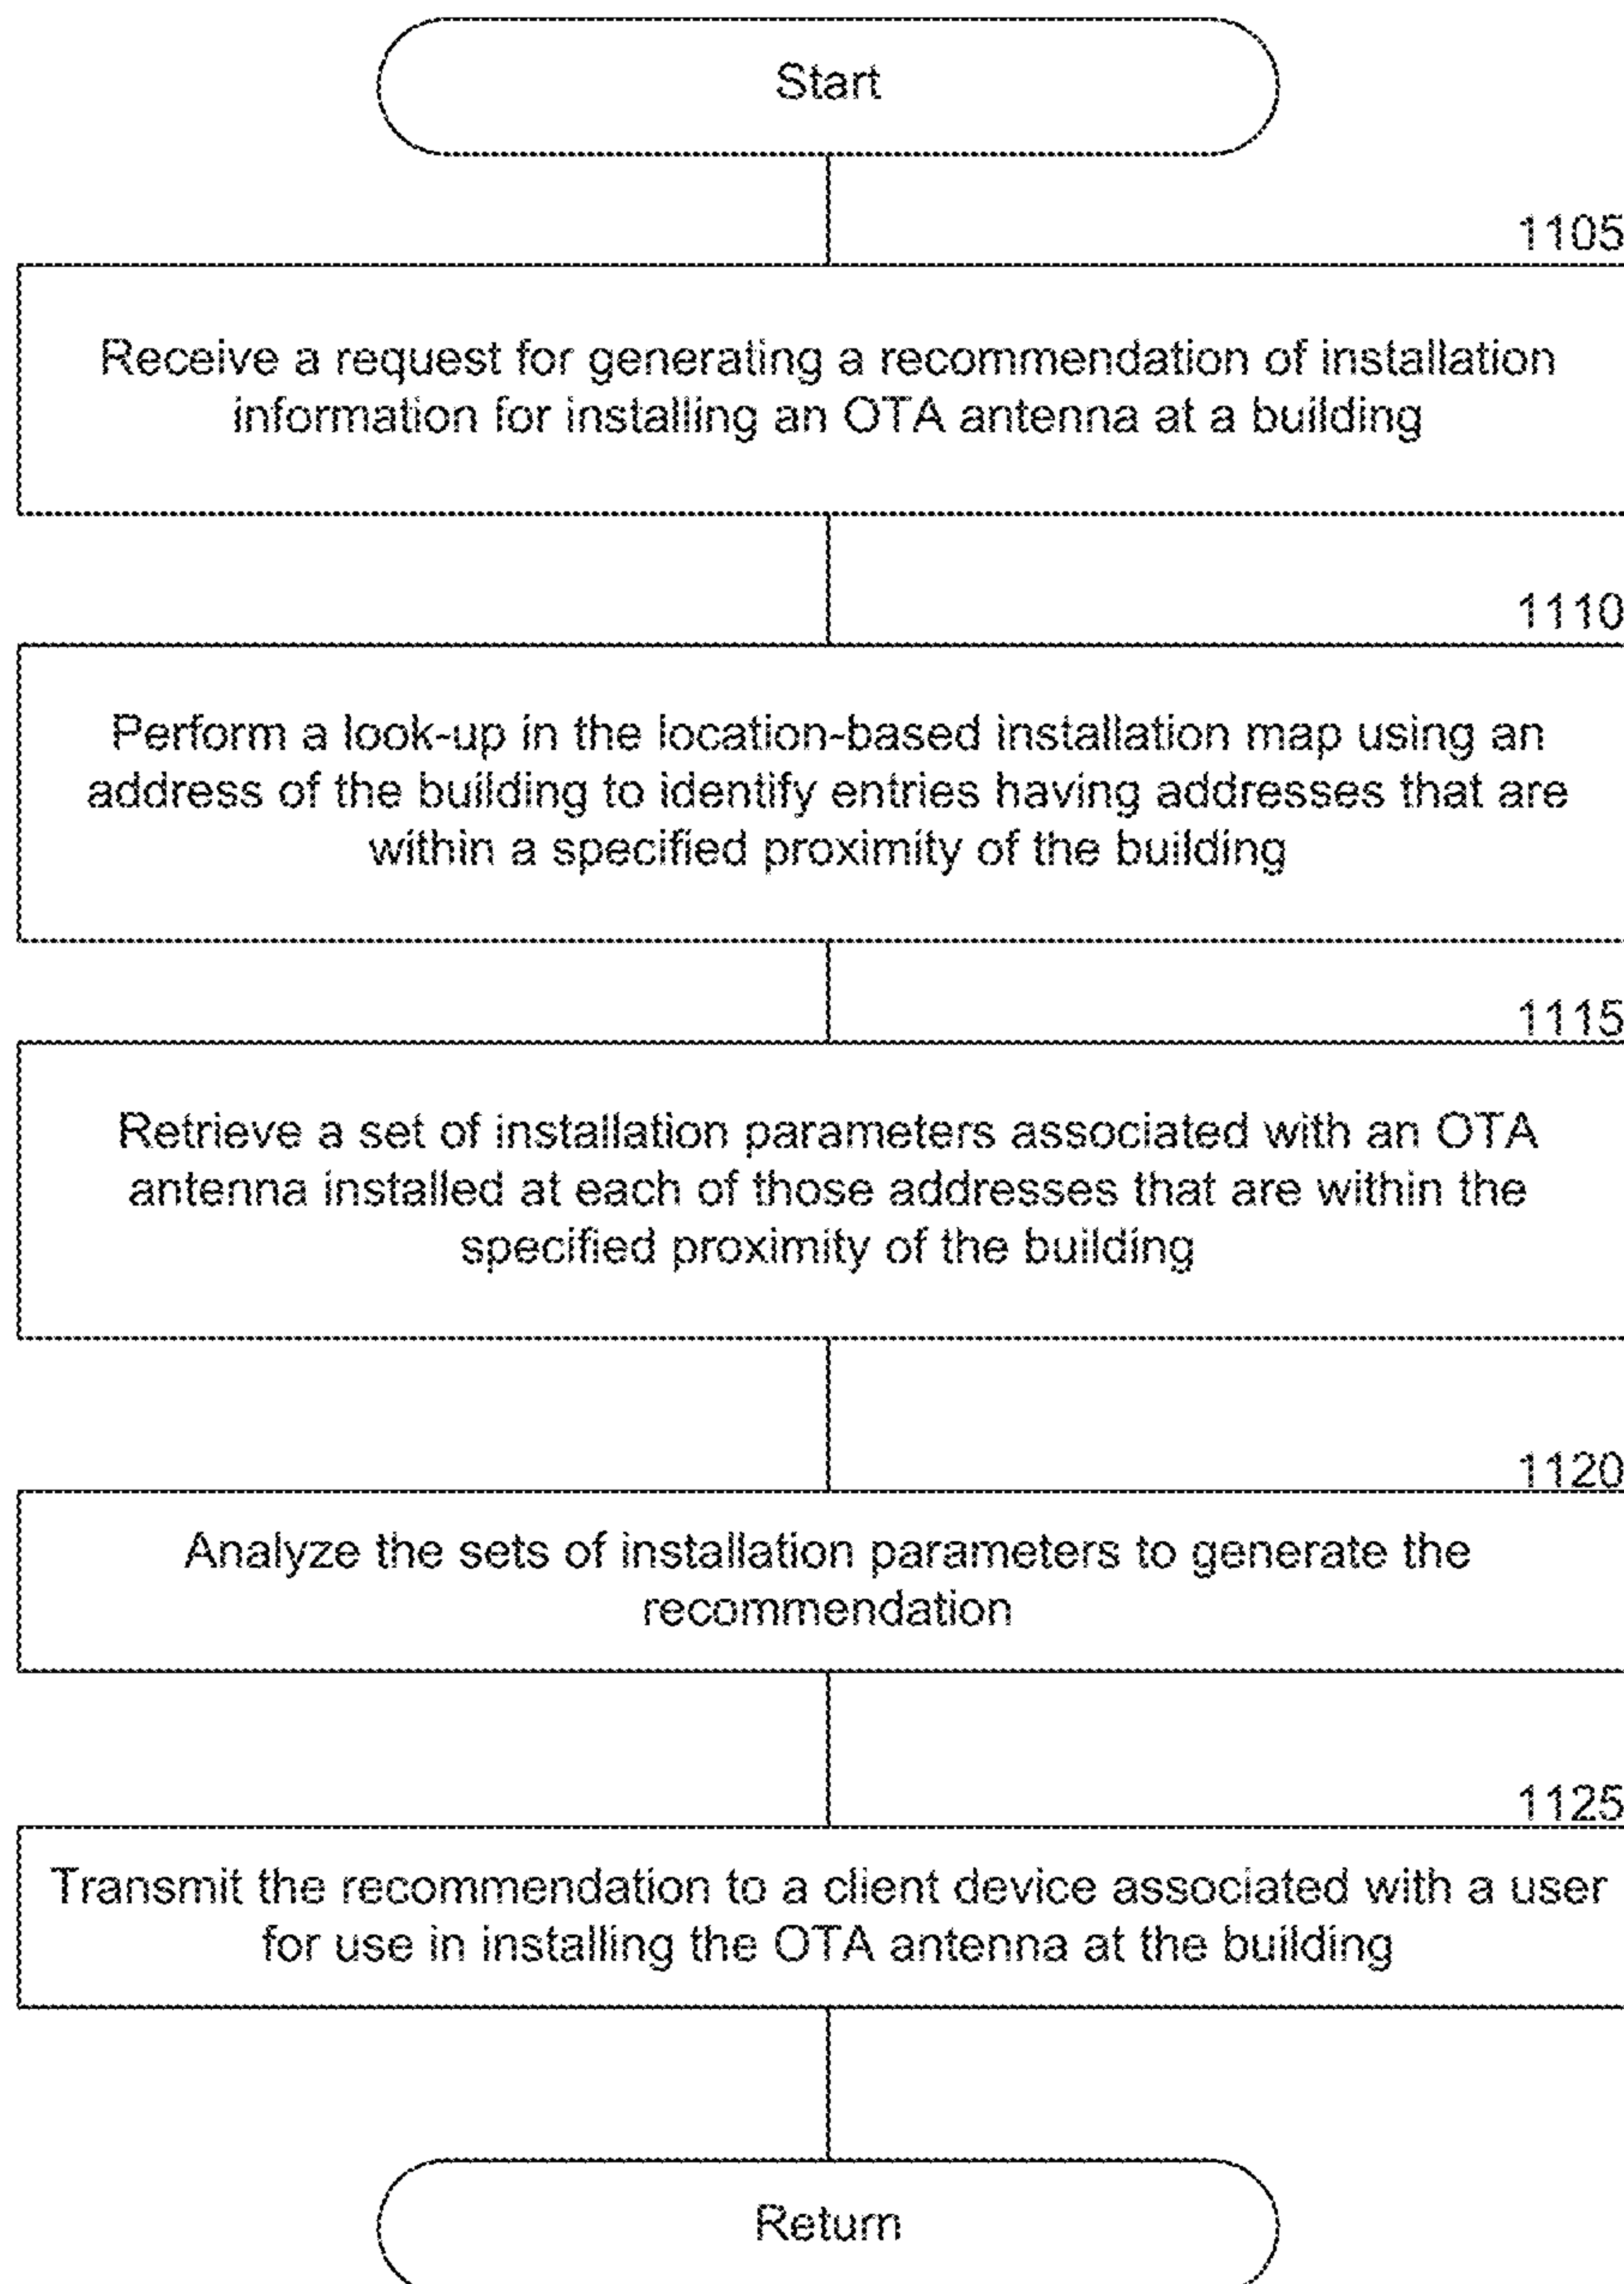 Start
1105
Receive a request for generating a recommendation of installation
information for installing an OTA antenna at a building
1110
Perform a look-up in the location-based installation map using an
address of the building to identify entries having addresses that are
within a specified proximity of the building
1115
Retrieve a set of installation parameters associated with an OTA
antenna installed at each of those addresses that are within the
specified proximity of the building
1120
Analyze the sets of installation parameters to generate the
recommendation
1125
Transmit the recommendation to a client device associated with a user
for use in installing the OTA antenna at the building
Return